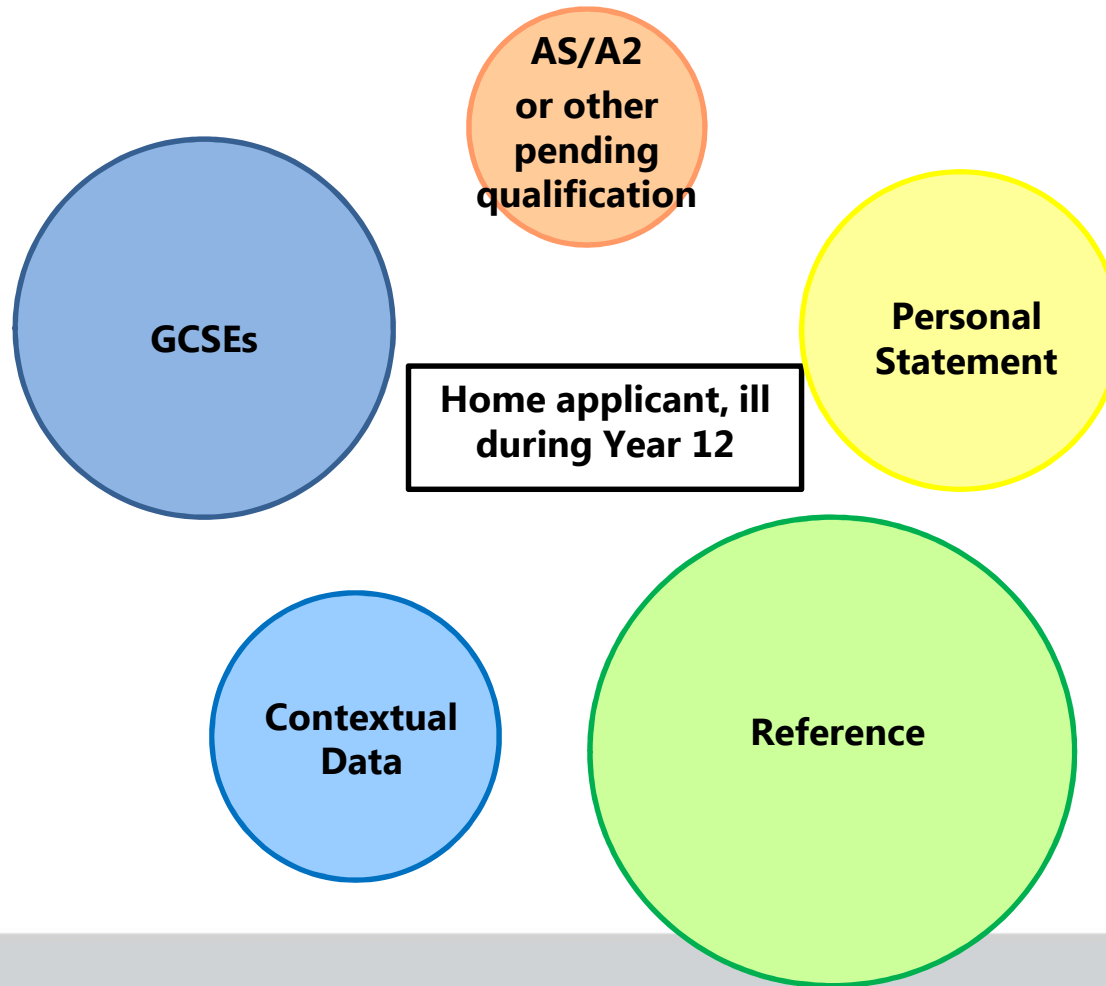 AS/A2
or other
pending
qualification
GCSEs
Personal
Statement
Home applicant, ill
during Year 12
Contextual
Data
Reference